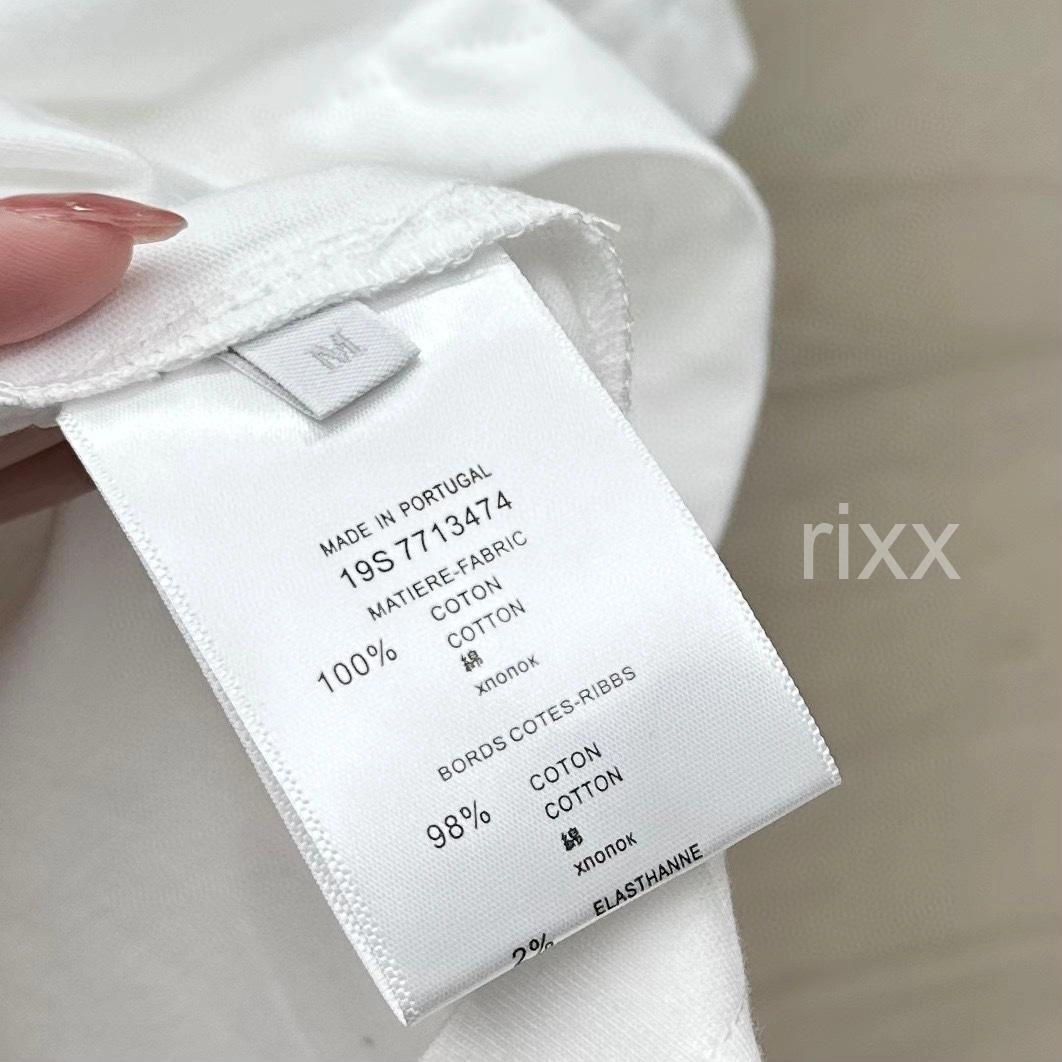 M
MADE IN PORTUGAL
19S 7713474
MATIERE-FABRIC
COTON
100% COTTON
綿
хлопок
BORDS COTES-RIBBS
COTON
98% COTTON
綿
хлопок
ELASTHANNE
2%
rixx